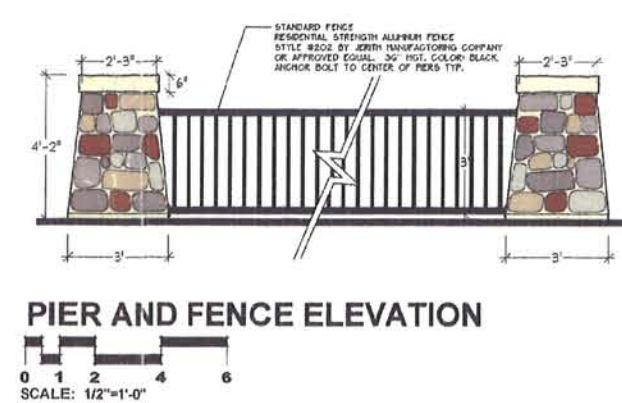 STANDARD FENCE
RESIDENTIAL STRENGTH ALUMINUM FENCE
STYLE #202 BY JERITH MANUFACTURING COMPANY
OR APPROVED EQUAL. 36" HGT. COLOR: BLACK.
ANCHOR BOLT TO CENTER OF PIERS TYP.
2'-3"
2'-3"
6"
4'-2"
3'
3'
3'
PIER AND FENCE ELEVATION
0 1 2 4 6
SCALE: 1/2"=1'-0"